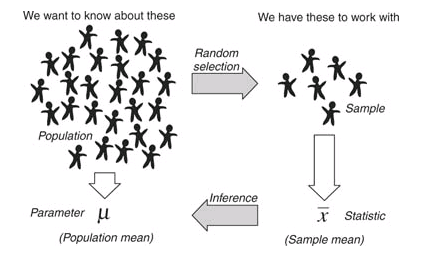 We want to know about these
We have these to work with
Random
selection
Population
Sample
Inference
Parameter μ
x̄ Statistic
(Population mean)
(Sample mean)